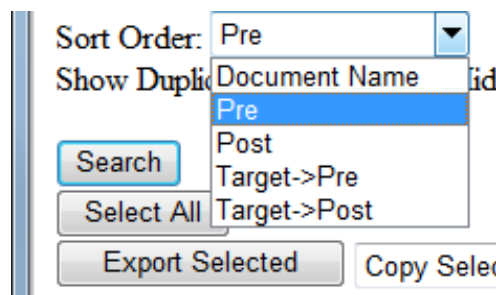 Sort Order: Pre
Show Duplic
Document Name
Pre
Post
Target->Pre
Target->Post
Search
Select All
Export Selected
Copy Selec